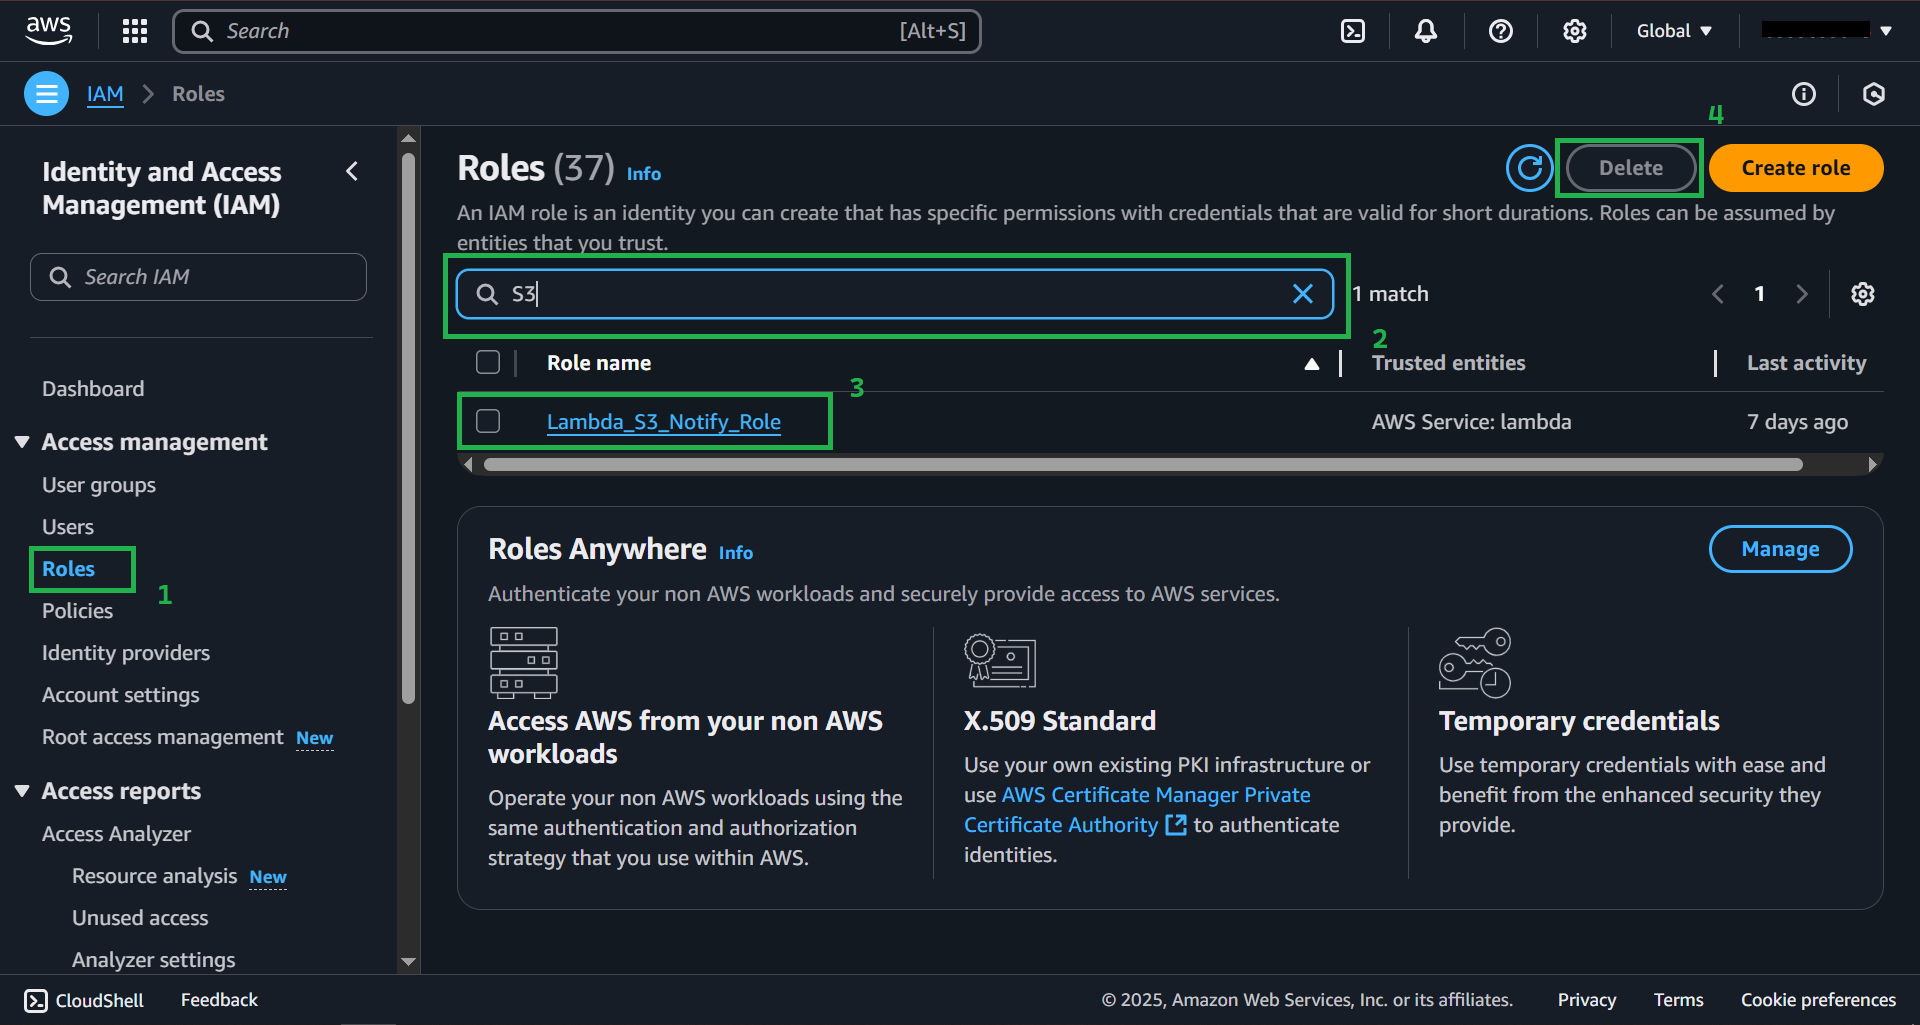 aws
Search
[Alt+S]
Global
IAM
Roles
4
Identity and Access
Management (IAM)
Search IAM
Dashboard
Access management
User groups
Users
Roles
1
Policies
Identity providers
Account settings
Root access management New
Access reports
Access Analyzer
Resource analysis New
Unused access
Analyzer settings
Roles (37) Info
Delete
Create role
An IAM role is an identity you can create that has specific permissions with credentials that are valid for short durations. Roles can be assumed by
entities that you trust.
S3
1 match
1
2
Role name
Trusted entities
Last activity
3
Lambda_S3_Notify_Role
AWS Service: lambda
7 days ago
Roles Anywhere Info
Manage
Authenticate your non AWS workloads and securely provide access to AWS services.
Access AWS from your non AWS
workloads
Operate your non AWS workloads using the
same authentication and authorization
strategy that you use within AWS.
X.509 Standard
Use your own existing PKI infrastructure or
use AWS Certificate Manager Private
Certificate Authority to authenticate
identities.
Temporary credentials
Use temporary credentials with ease and
benefit from the enhanced security they
provide.
CloudShell
Feedback
© 2025, Amazon Web Services, Inc. or its affiliates.
Privacy
Terms
Cookie preferences